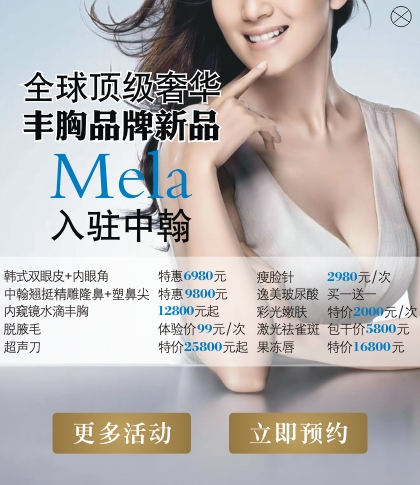 全球顶级奢华
丰胸品牌新品
Mela
入驻中翰
韩式双眼皮+内眼角 特惠6980元 瘦脸针 2980元/次
中翰翘挺精雕隆鼻+塑鼻尖 特惠9800元 逸美玻尿酸 买一送一
内窥镜水滴丰胸 12800元起 彩光嫩肤 特价2000元/次
脱腋毛 体验价99元/次 激光祛雀斑 包干价5800元
超声刀 特价25800元起 果冻唇 特价16800元
更多活动 立即预约